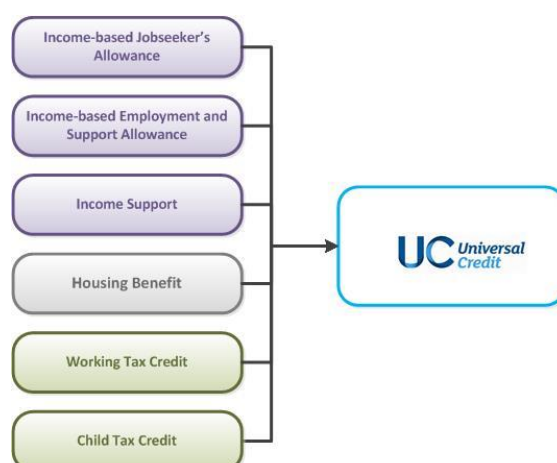 Income-based Jobseeker's
Allowance
Income-based Employment and
Support Allowance
Income Support
Housing Benefit
Working Tax Credit
Child Tax Credit
UC Universal
Credit